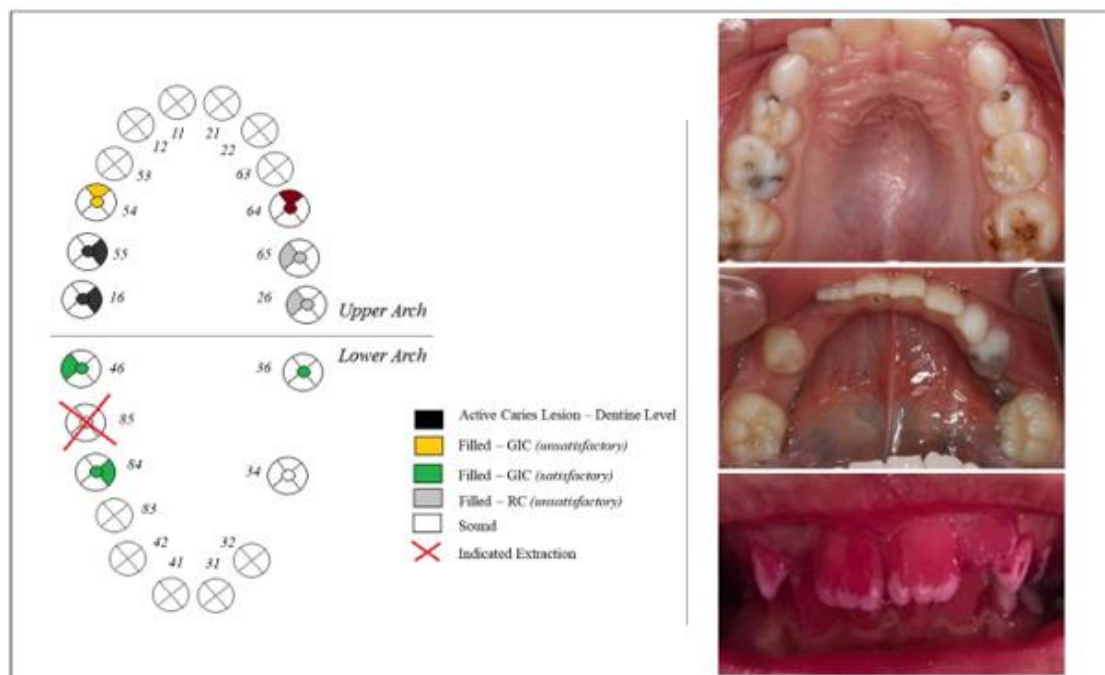 11 21
12 22
53 63
54 64
55 65
16 26
Upper Arch
Lower Arch
46 36
85
84 34
83
42 32
41 31
Active Caries Lesion – Dentine Level
Filled – GIC (unsatisfactory)
Filled – GIC (satisfactory)
Filled – RC (unsatisfactory)
Sound
Indicated Extraction